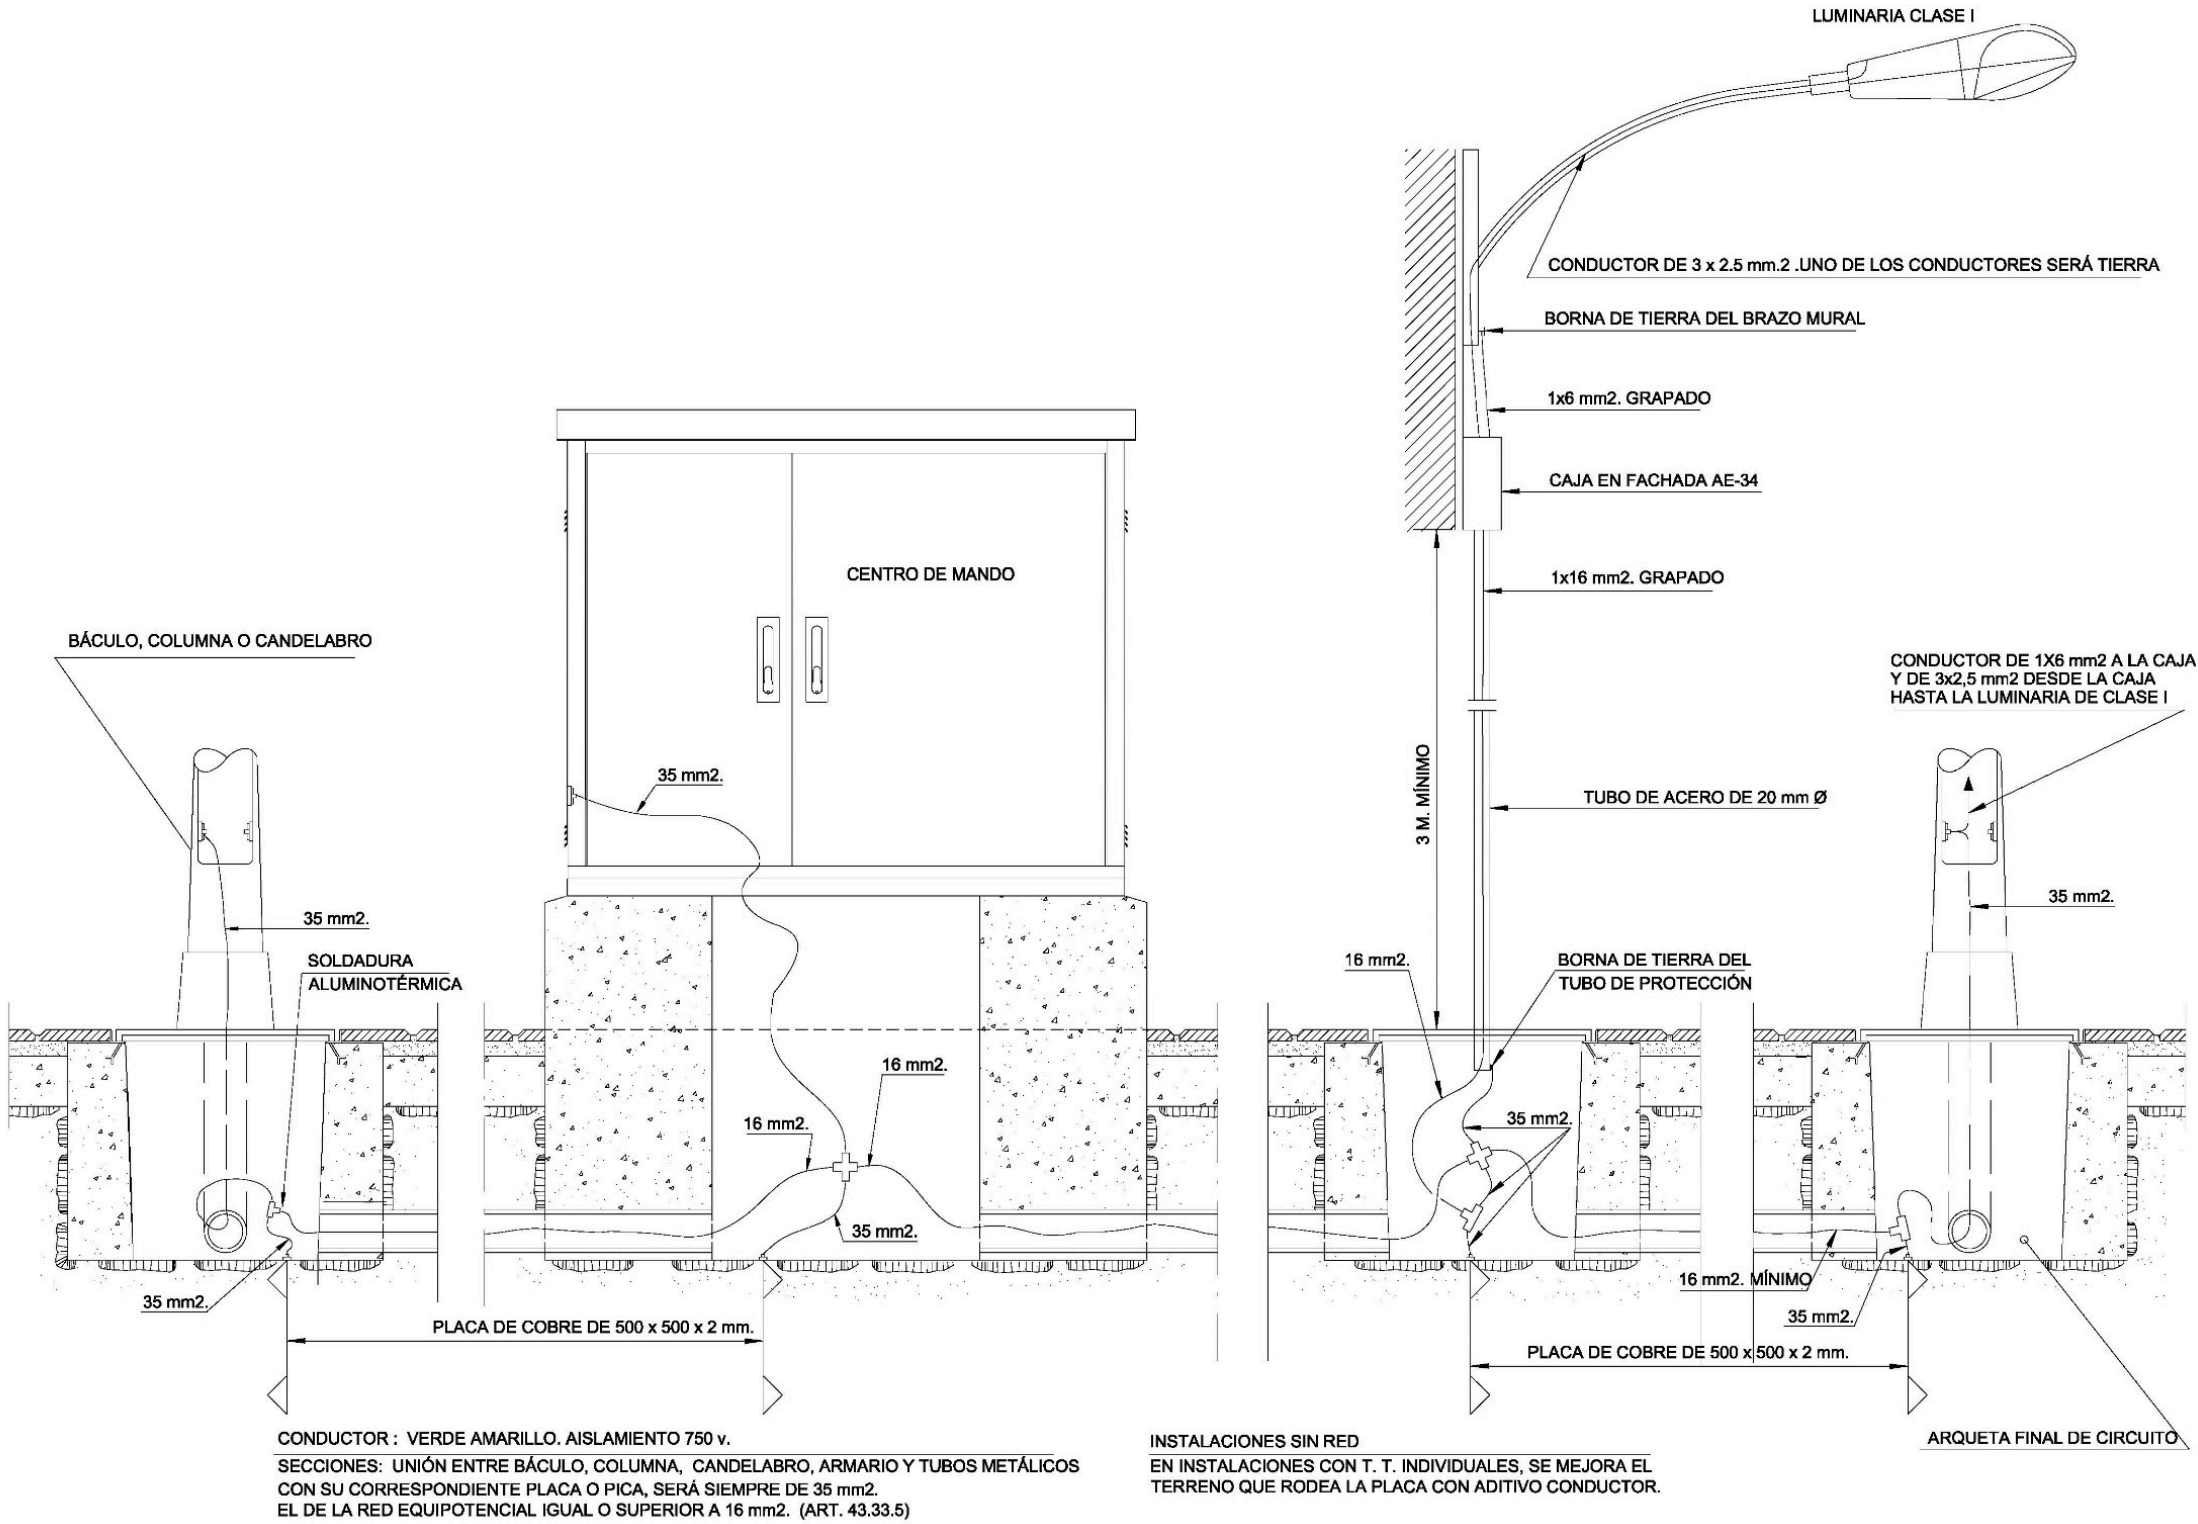 LUMINARIA CLASE I
CONDUCTOR DE 3 x 2.5 mm.2 .UNO DE LOS CONDUCTORES SERÁ TIERRA
BORNA DE TIERRA DEL BRAZO MURAL
1x6 mm2. GRAPADO
CAJA EN FACHADA AE-34
CENTRO DE MANDO
1x16 mm2. GRAPADO
BÁCULO, COLUMNA O CANDELABRO
CONDUCTOR DE 1X6 mm2 A LA CAJA
Y DE 3x2,5 mm2 DESDE LA CAJA
HASTA LA LUMINARIA DE CLASE I
35 mm2.
3 M. MÍNIMO
TUBO DE ACERO DE 20 mm Ø
35 mm2.
35 mm2.
SOLDADURA
ALUMINOTÉRMICA
16 mm2.
BORNA DE TIERRA DEL
TUBO DE PROTECCIÓN
16 mm2.
16 mm2.
35 mm2.
35 mm2.
16 mm2. MÍNIMO
35 mm2.
35 mm2.
PLACA DE COBRE DE 500 x 500 x 2 mm.
PLACA DE COBRE DE 500 x 500 x 2 mm.
ARQUETA FINAL DE CIRCUITO
CONDUCTOR : VERDE AMARILLO. AISLAMIENTO 750 v.
SECCIONES: UNIÓN ENTRE BÁCULO, COLUMNA, CANDELABRO, ARMARIO Y TUBOS METÁLICOS
CON SU CORRESPONDIENTE PLACA O PICA, SERÁ SIEMPRE DE 35 mm2.
EL DE LA RED EQUIPOTENCIAL IGUAL O SUPERIOR A 16 mm2. (ART. 43.33.5)
INSTALACIONES SIN RED
EN INSTALACIONES CON T. T. INDIVIDUALES, SE MEJORA EL
TERRENO QUE RODEA LA PLACA CON ADITIVO CONDUCTOR.